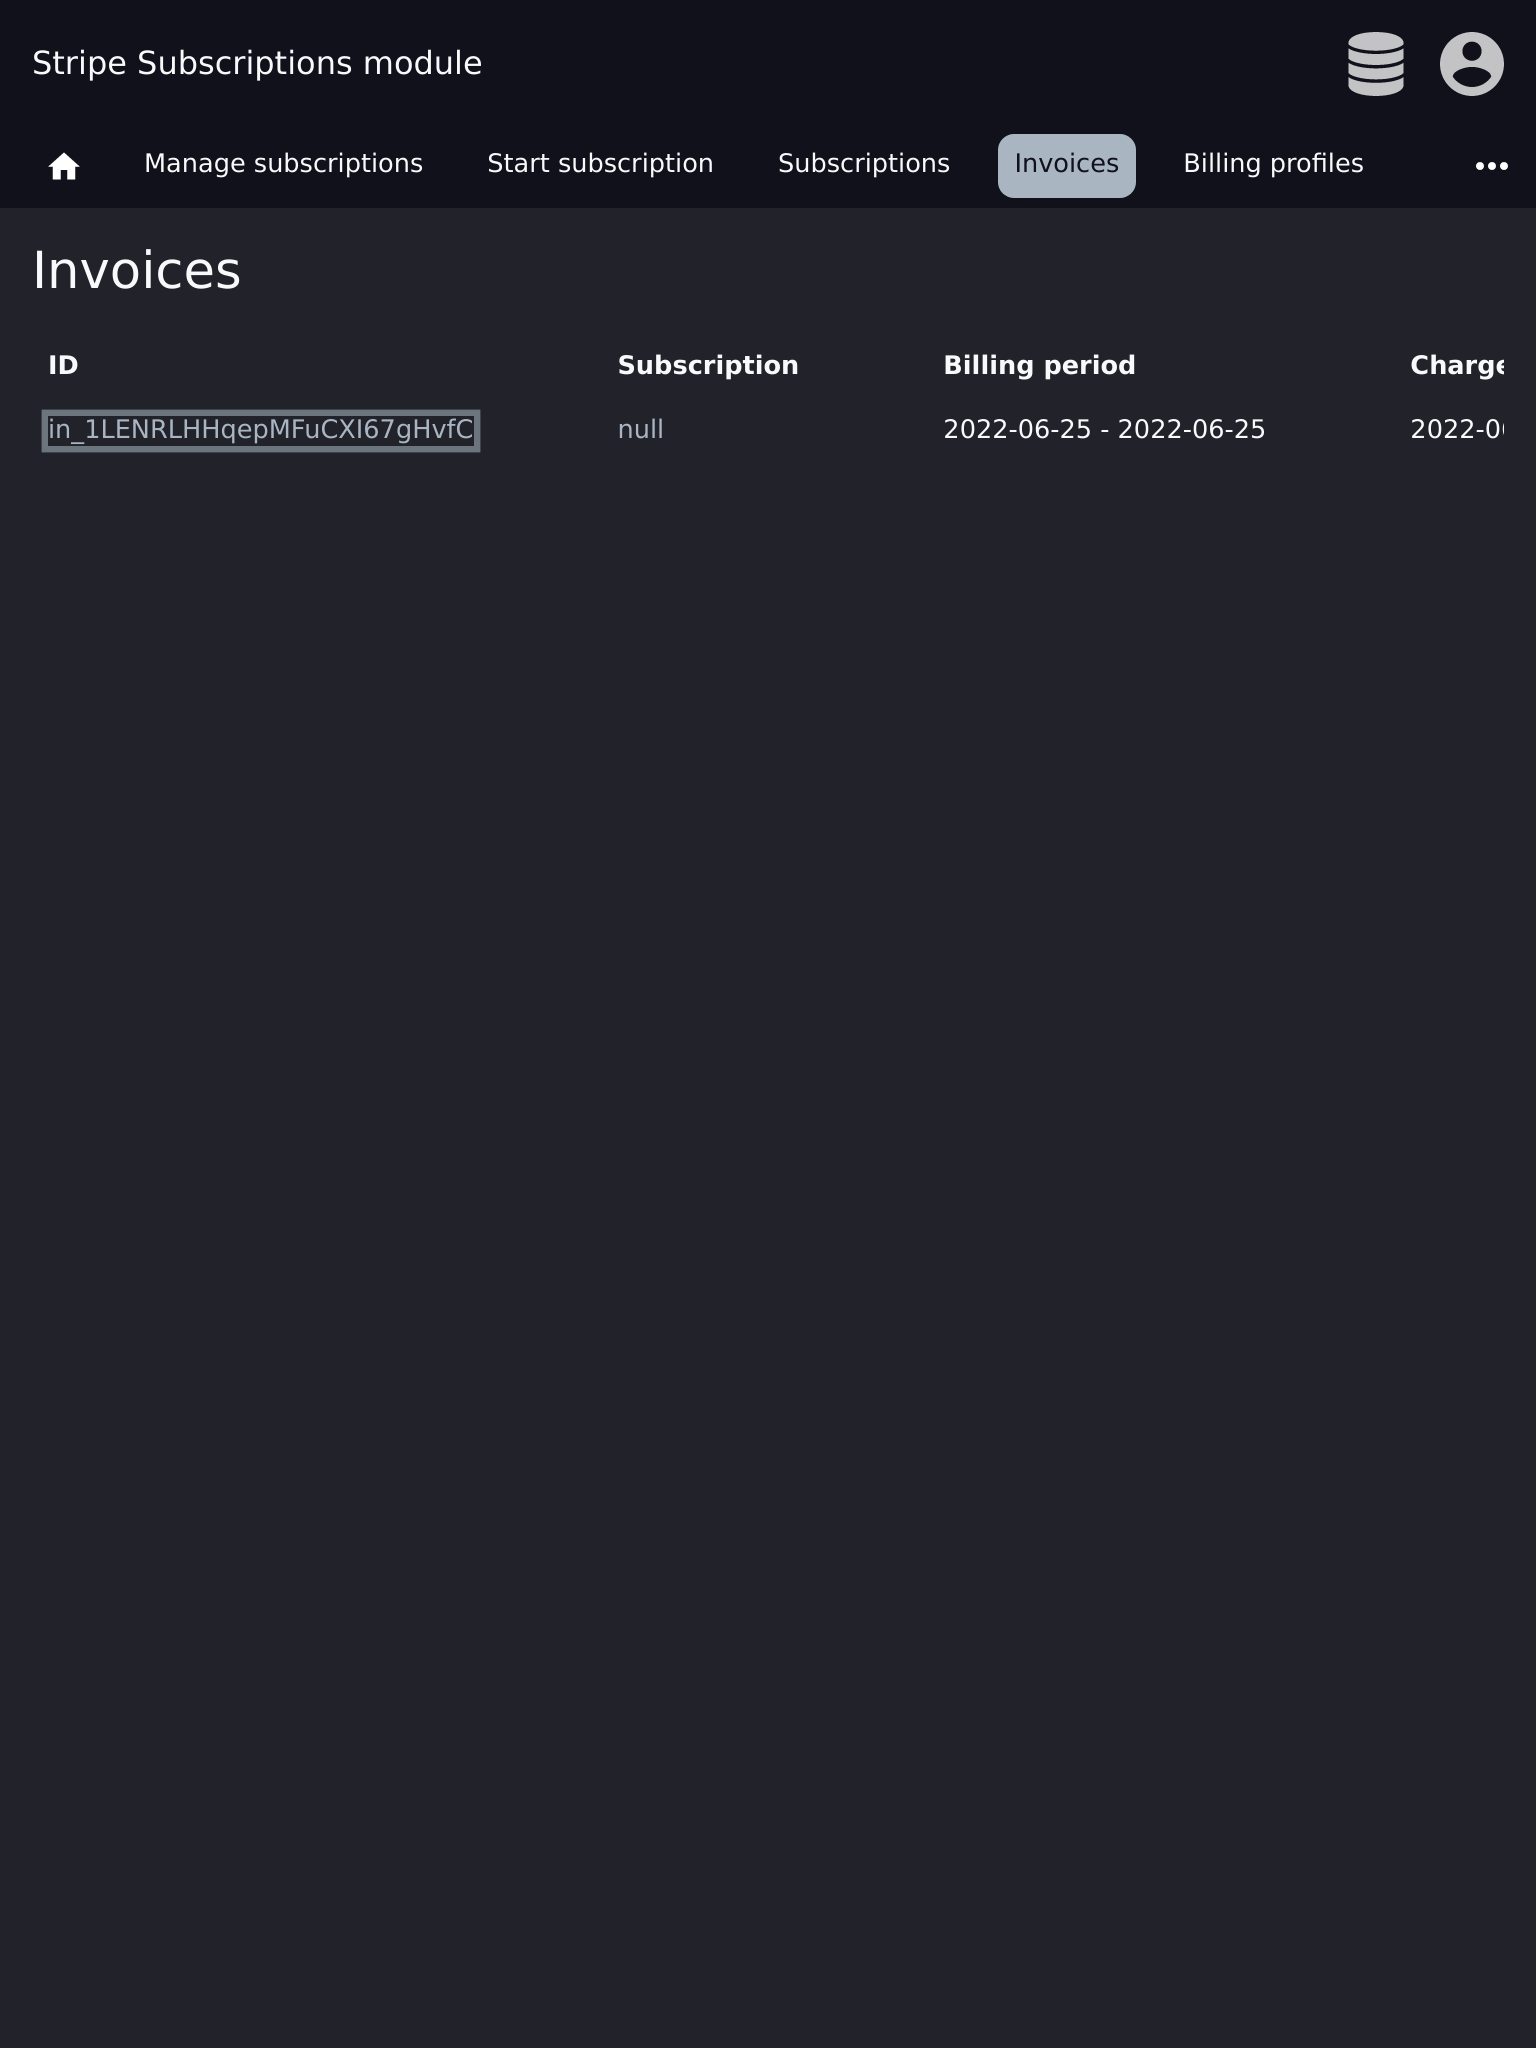 Stripe Subscriptions module
Manage subscriptions Start subscription Subscriptions Invoices Billing profiles
Invoices
ID Subscription Billing period Charge
in_1LENRLHHqepMFuCXI67gHvfC null 2022-06-25 - 2022-06-25 2022-0